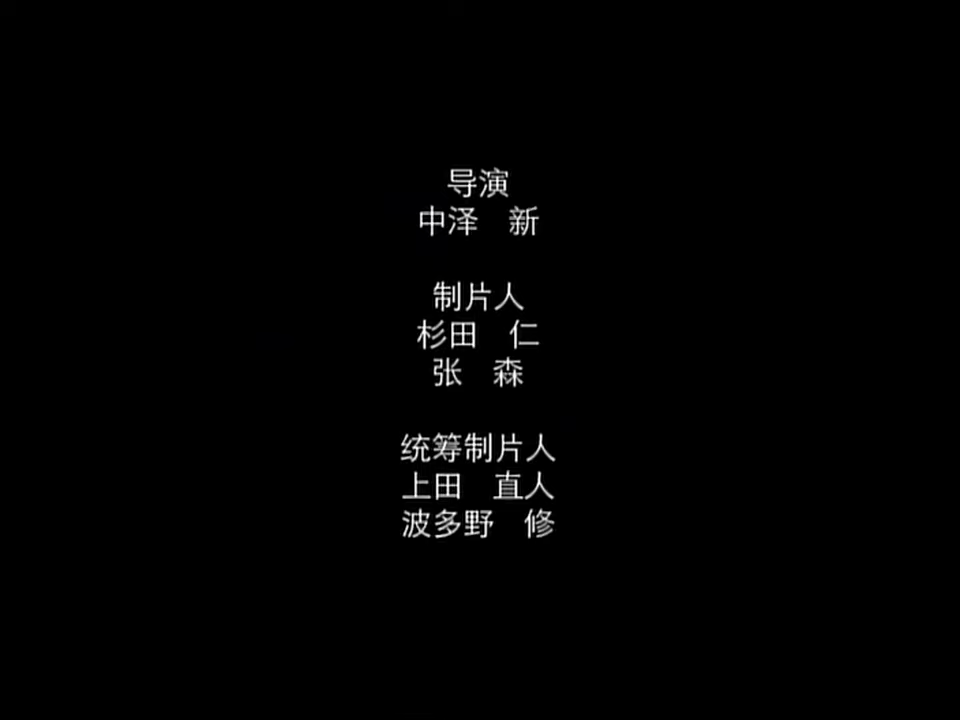 导演
中泽　新
制片人
杉田　仁
张　森
统筹制片人
上田　直人
波多野　修